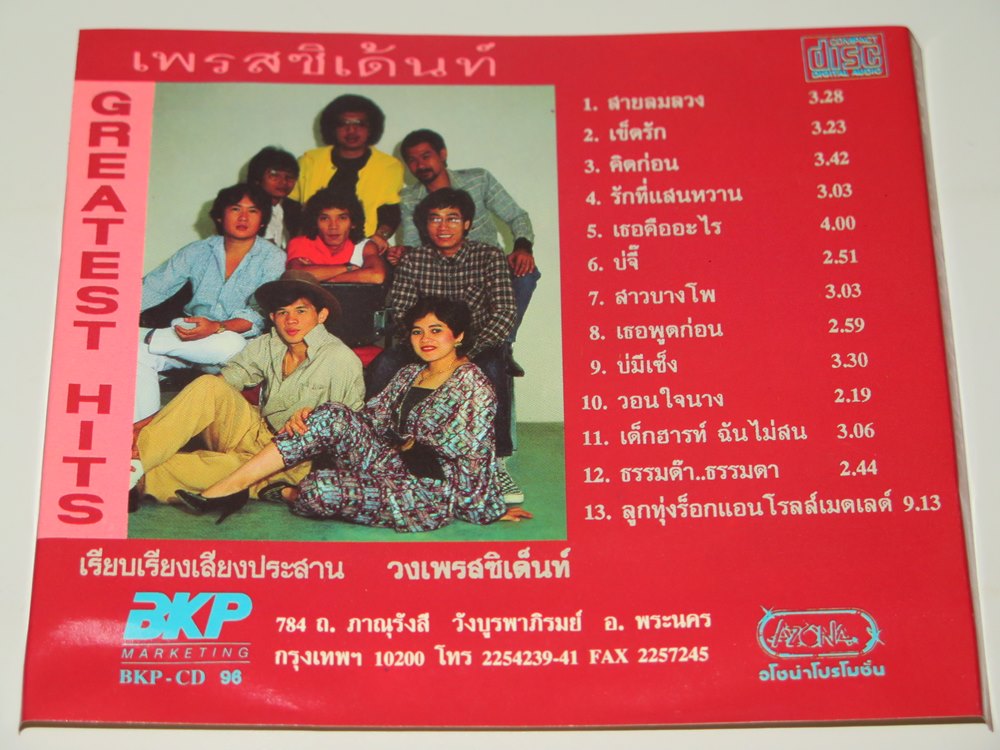 เพรสซิเด้นท์
COMPACT
disc
DIGITAL AUDIO
GREATEST HITS
1. สายลมลวง 3.28
2. เข็ดรัก 3.23
3. คิดก่อน 3.42
4. รักที่แสนหวาน 3.03
5. เธอคืออะไร 4.00
6. บ่จี๊ 2.51
7. สาวบางโพ 3.03
8. เธอพูดก่อน 2.59
9. บ่มีเซ็ง 3.30
10. วอนใจนาง 2.19
11. เด็กฮารท์ ฉันไม่สน 3.06
12. ธรรมด๊า..ธรรมดา 2.44
13. ลูกทุ่งร็อกแอนโรลล์เมดเลด์ 9.13
เรียบเรียงเสียงประสาน วงเพรสซิเด็นท์
BKP
MARKETING
BKP-CD 96
784 ถ. ภาณุรังสี วังบูรพาภิรมย์ อ. พระนคร
กรุงเทพฯ 10200 โทร 2254239-41 FAX 2257245
AZONA
อโซน่าโปรโมชั่น